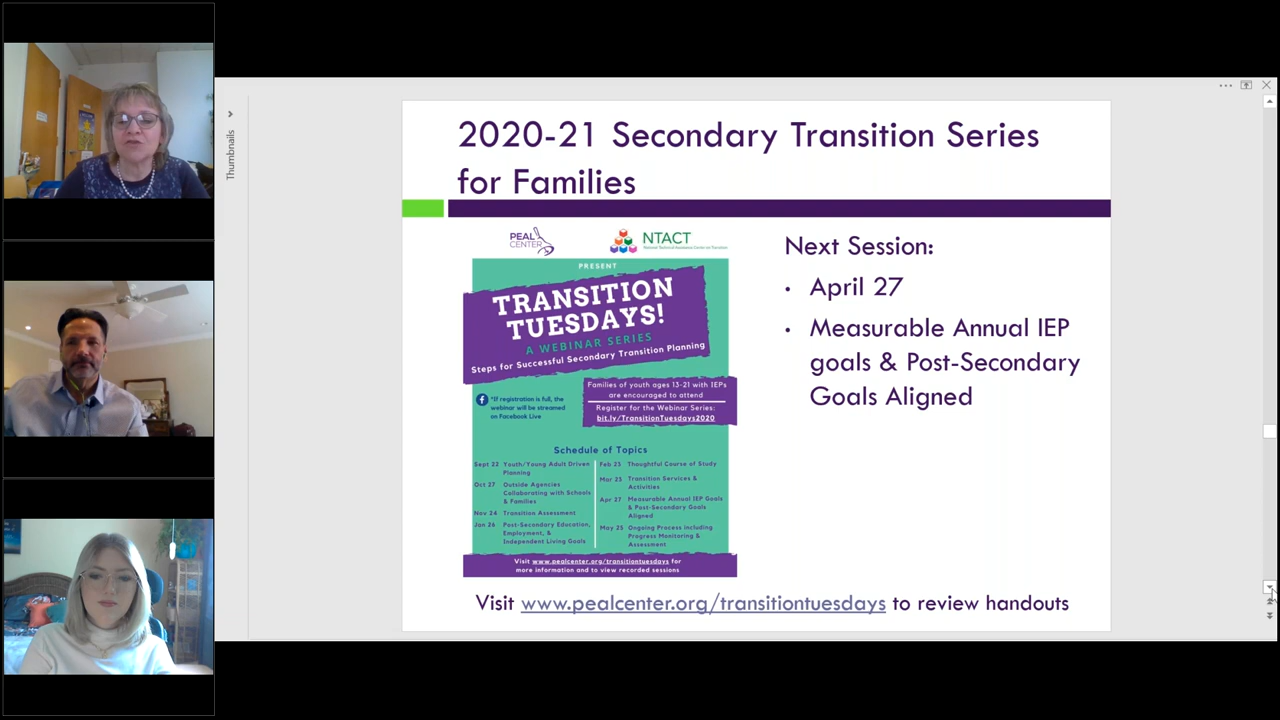 Thumbnails
2020-21 Secondary Transition Series
for Families
PEAL
CENTER
NTACT
National Technical Assistance Center on Transition
PRESENT
TRANSITION
TUESDAYS!
A WEBINAR SERIES
Steps for Successful Secondary Transition Planning
*If registration is full, the
webinar will be streamed
on Facebook Live
Families of youth ages 13-21 with IEPs
are encouraged to attend
Register for the Webinar Series:
bit.ly/TransitionTuesdays2020
Schedule of Topics
Sept 22 Youth/Young Adult Driven
Planning
Oct 27 Outside Agencies
Collaborating with Schools
& Families
Nov 24 Transition Assessment
Jan 26 Post-Secondary Education,
Employment, &
Independent Living Goals
Feb 23 Thoughtful Course of Study
Mar 23 Transition Services &
Activities
Apr 27 Measurable Annual IEP Goals
& Post-Secondary Goals
Aligned
May 25 Ongoing Process including
Progress Monitoring &
Assessment
Visit www.pealcenter.org/transitiontuesdays for
more information and to view recorded sessions
Next Session:
• April 27
• Measurable Annual IEP
goals & Post-Secondary
Goals Aligned
Visit www.pealcenter.org/transitiontuesdays to review handouts